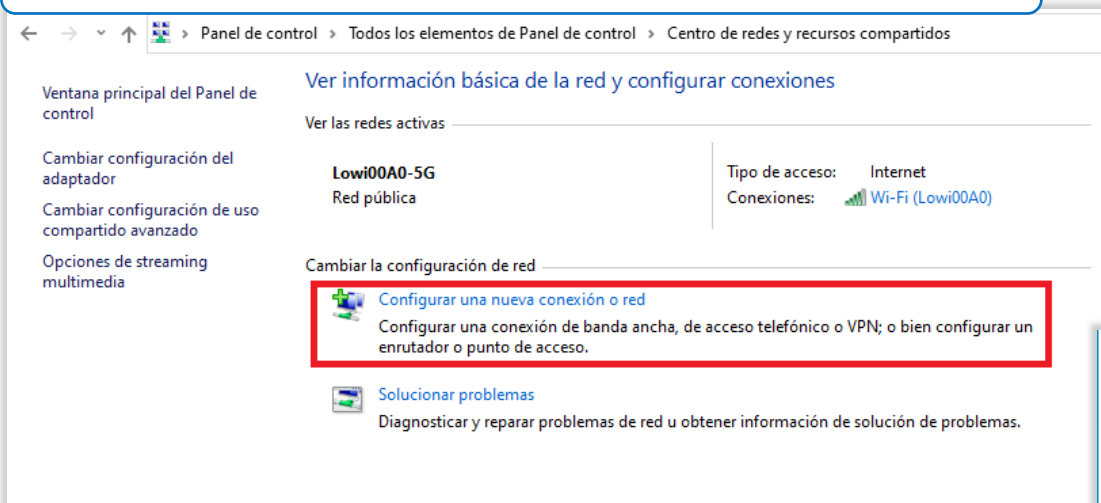 Panel de control > Todos los elementos de Panel de control > Centro de redes y recursos compartidos
Ventana principal del Panel de
control
Cambiar configuración del
adaptador
Cambiar configuración de uso
compartido avanzado
Opciones de streaming
multimedia
Ver información básica de la red y configurar conexiones
Ver las redes activas
Lowi00A0-5G
Red pública
Tipo de acceso: Internet
Conexiones: Wi-Fi (Lowi00A0)
Cambiar la configuración de red
Configurar una nueva conexión o red
Configurar una conexión de banda ancha, de acceso telefónico o VPN; o bien configurar un
enrutador o punto de acceso.
Solucionar problemas
Diagnosticar y reparar problemas de red u obtener información de solución de problemas.